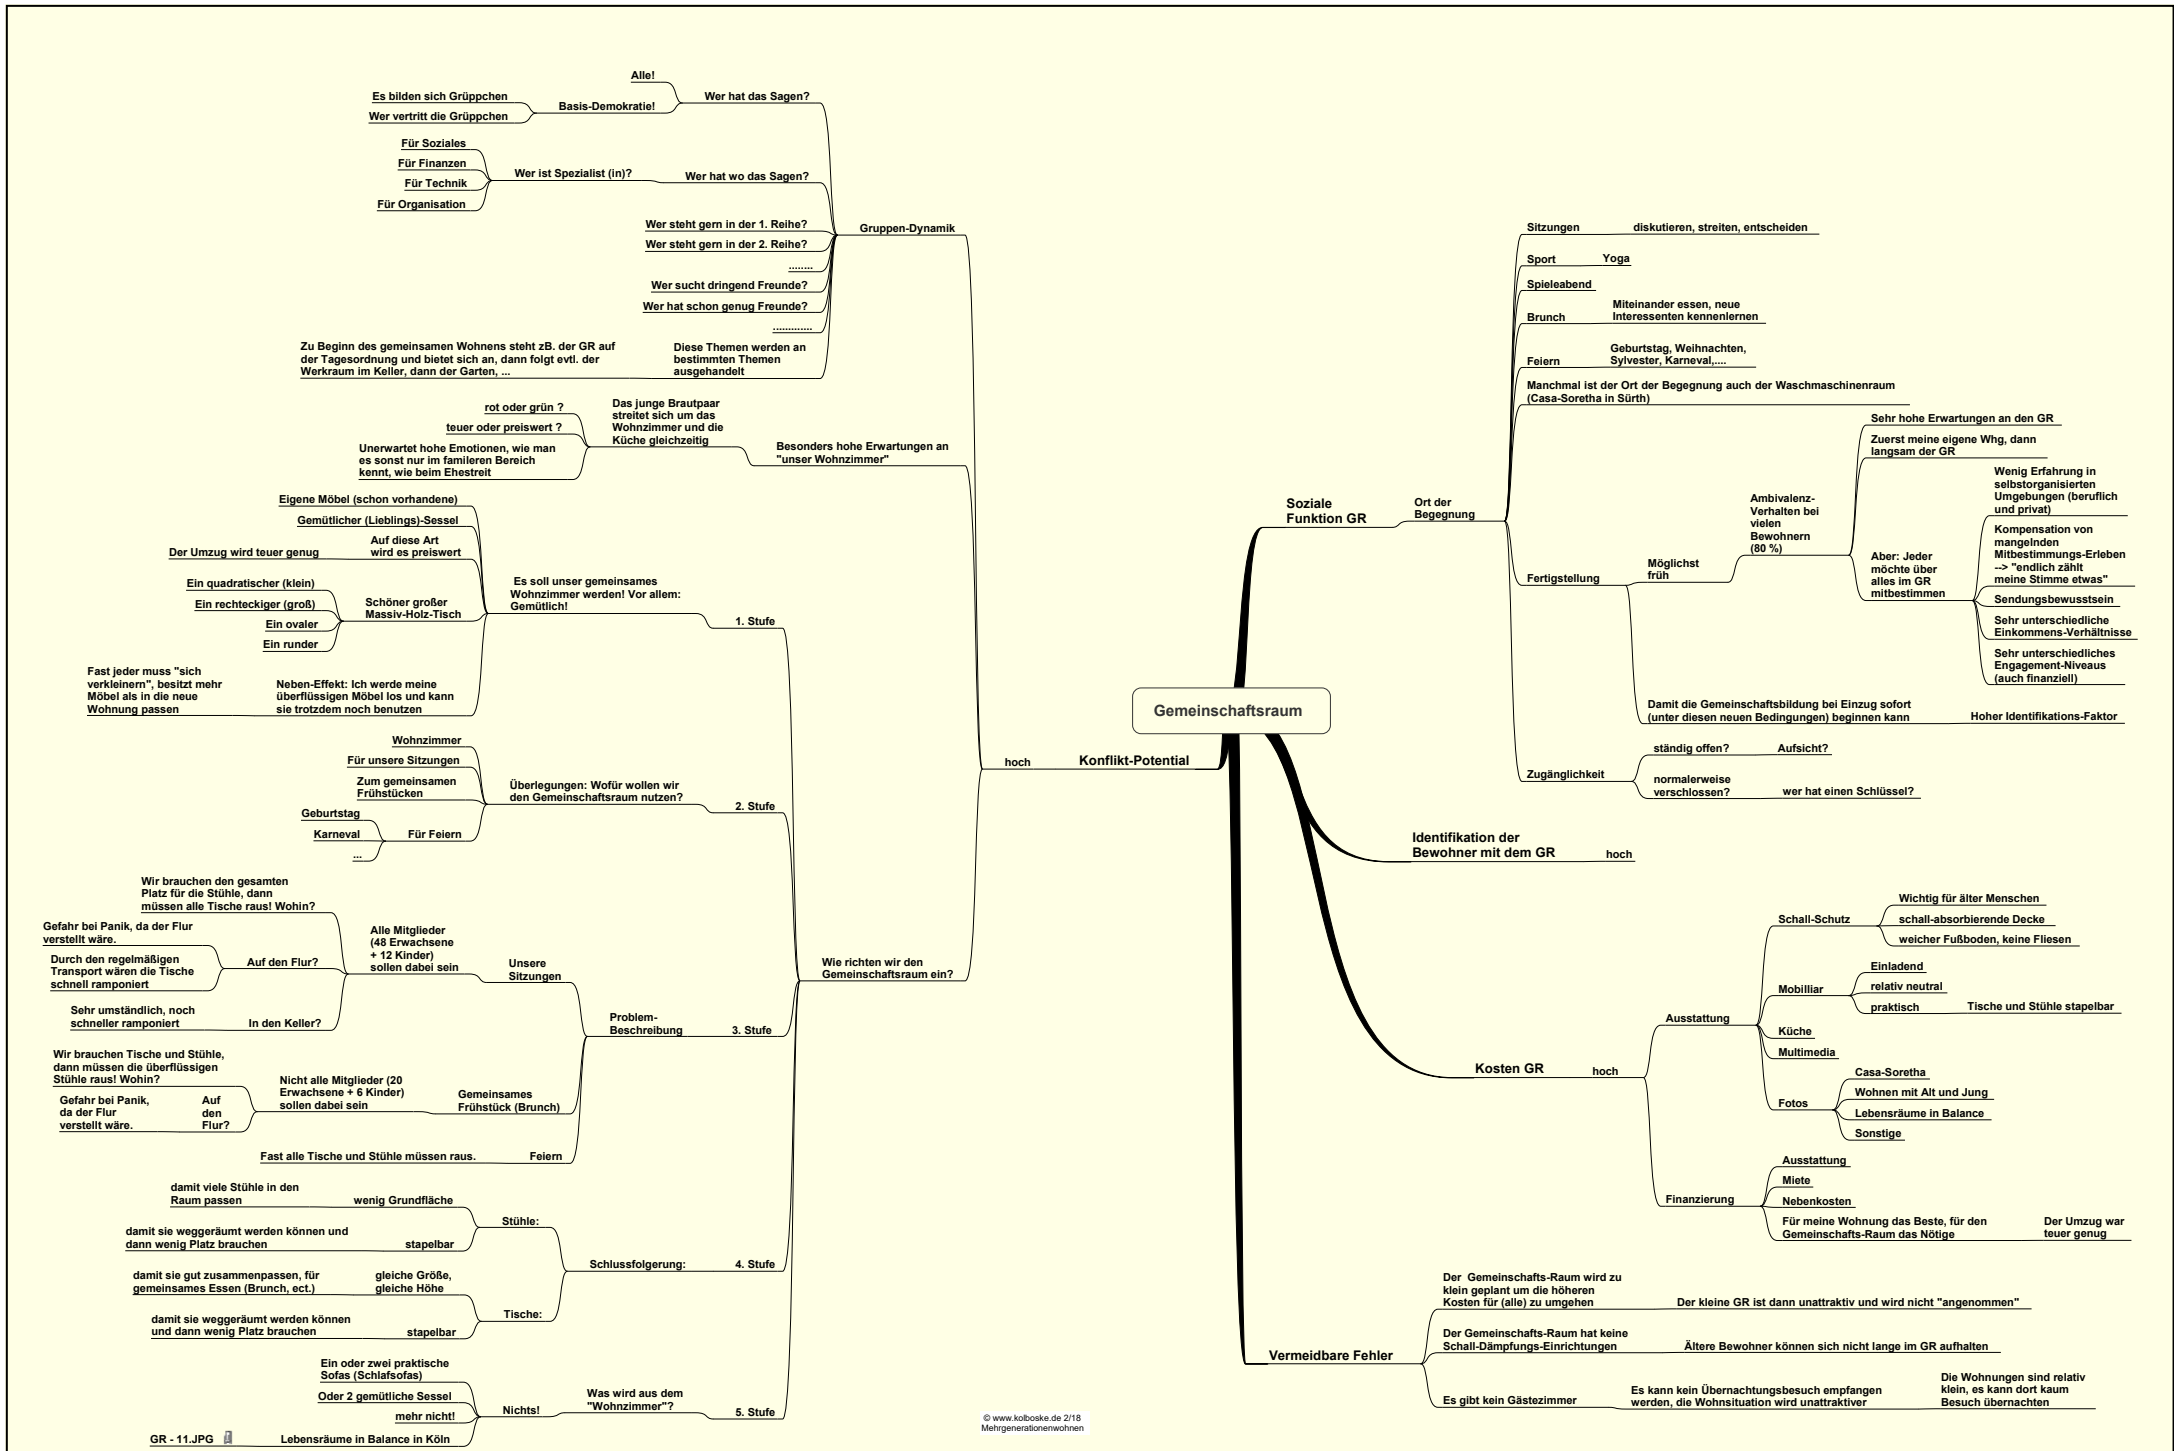 Gemeinschaftsraum
Konflikt-Potential
hoch
Gruppen-Dynamik
Wer hat das Sagen?
Alle!
Basis-Demokratie!
Es bilden sich Grüppchen
Wer vertritt die Grüppchen
Wer hat wo das Sagen?
Wer ist Spezialist (in)?
Für Soziales
Für Finanzen
Für Technik
Für Organisation
Wer steht gern in der 1. Reihe?
Wer steht gern in der 2. Reihe?
........
Wer sucht dringend Freunde?
Wer hat schon genug Freunde?
.............
Diese Themen werden an
bestimmten Themen
ausgehandelt
Zu Beginn des gemeinsamen Wohnens steht zB. der GR auf
der Tagesordnung und bietet sich an, dann folgt evtl. der
Werkraum im Keller, dann der Garten, ...
Besonders hohe Erwartungen an
"unser Wohnzimmer"
Das junge Brautpaar
streitet sich um das
Wohnzimmer und die
Küche gleichzeitig
rot oder grün ?
teuer oder preiswert ?
Unerwartet hohe Emotionen, wie man
es sonst nur im famileren Bereich
kennt, wie beim Ehestreit
Wie richten wir den
Gemeinschaftsraum ein?
1. Stufe
Es soll unser gemeinsames
Wohnzimmer werden! Vor allem:
Gemütlich!
Eigene Möbel (schon vorhandene)
Gemütlicher (Lieblings)-Sessel
Auf diese Art
wird es preiswert
Der Umzug wird teuer genug
Schöner großer
Massiv-Holz-Tisch
Ein quadratischer (klein)
Ein rechteckiger (groß)
Ein ovaler
Ein runder
Neben-Effekt: Ich werde meine
überflüssigen Möbel los und kann
sie trotzdem noch benutzen
Fast jeder muss "sich
verkleinern", besitzt mehr
Möbel als in die neue
Wohnung passen
2. Stufe
Überlegungen: Wofür wollen wir
den Gemeinschaftsraum nutzen?
Wohnzimmer
Für unsere Sitzungen
Zum gemeinsamen
Frühstücken
Für Feiern
Geburtstag
Karneval
...
3. Stufe
Problem-
Beschreibung
Unsere
Sitzungen
Alle Mitglieder
(48 Erwachsene
+ 12 Kinder)
sollen dabei sein
Wir brauchen den gesamten
Platz für die Stühle, dann
müssen alle Tische raus! Wohin?
Auf den Flur?
Gefahr bei Panik, da der Flur
verstellt wäre.
Durch den regelmäßigen
Transport wären die Tische
schnell ramponiert
In den Keller?
Sehr umständlich, noch
schneller ramponiert
Gemeinsames
Frühstück (Brunch)
Nicht alle Mitglieder (20
Erwachsene + 6 Kinder)
sollen dabei sein
Wir brauchen Tische und Stühle,
dann müssen die überflüssigen
Stühle raus! Wohin?
Auf
den
Flur?
Gefahr bei Panik,
da der Flur
verstellt wäre.
Feiern
Fast alle Tische und Stühle müssen raus.
4. Stufe
Schlussfolgerung:
Stühle:
wenig Grundfläche
damit viele Stühle in den
Raum passen
stapelbar
damit sie weggeräumt werden können und
dann wenig Platz brauchen
Tische:
gleiche Größe,
gleiche Höhe
damit sie gut zusammenpassen, für
gemeinsames Essen (Brunch, ect.)
stapelbar
damit sie weggeräumt werden können
und dann wenig Platz brauchen
5. Stufe
Was wird aus dem
"Wohnzimmer"?
Nichts!
Ein oder zwei praktische
Sofas (Schlafsofas)
Oder 2 gemütliche Sessel
mehr nicht!
Lebensräume in Balance in Köln
GR - 11.JPG
Soziale
Funktion GR
Ort der
Begegnung
Sitzungen
diskutieren, streiten, entscheiden
Sport
Yoga
Spieleabend
Brunch
Miteinander essen, neue
Interessenten kennenlernen
Feiern
Geburtstag, Weihnachten,
Sylvester, Karneval,....
Manchmal ist der Ort der Begegnung auch der Waschmaschinenraum
(Casa-Soretha in Sürth)
Fertigstellung
Möglichst
früh
Ambivalenz-
Verhalten bei
vielen
Bewohnern
(80 %)
Sehr hohe Erwartungen an den GR
Zuerst meine eigene Whg, dann
langsam der GR
Aber: Jeder
möchte über
alles im GR
mitbestimmen
Wenig Erfahrung in
selbstorganisierten
Umgebungen (beruflich
und privat)
Kompensation von
mangelnden
Mitbestimmungs-Erleben
--> "endlich zählt
meine Stimme etwas"
Sendungsbewusstsein
Sehr unterschiedliche
Einkommens-Verhältnisse
Sehr unterschiedliches
Engagement-Niveaus
(auch finanziell)
Damit die Gemeinschaftsbildung bei Einzug sofort
(unter diesen neuen Bedingungen) beginnen kann
Hoher Identifikations-Faktor
Zugänglichkeit
ständig offen?
Aufsicht?
normalerweise
verschlossen?
wer hat einen Schlüssel?
Identifikation der
Bewohner mit dem GR
hoch
Kosten GR
hoch
Ausstattung
Schall-Schutz
Wichtig für älter Menschen
schall-absorbierende Decke
weicher Fußboden, keine Fliesen
Mobilliar
Einladend
relativ neutral
praktisch
Tische und Stühle stapelbar
Küche
Multimedia
Fotos
Casa-Soretha
Wohnen mit Alt und Jung
Lebensräume in Balance
Sonstige
Finanzierung
Ausstattung
Miete
Nebenkosten
Für meine Wohnung das Beste, für den
Gemeinschafts-Raum das Nötige
Der Umzug war
teuer genug
Vermeidbare Fehler
Der  Gemeinschafts-Raum wird zu
klein geplant um die höheren
Kosten für (alle) zu umgehen
Der kleine GR ist dann unattraktiv und wird nicht "angenommen"
Der Gemeinschafts-Raum hat keine
Schall-Dämpfungs-Einrichtungen
Ältere Bewohner können sich nicht lange im GR aufhalten
Es gibt kein Gästezimmer
Es kann kein Übernachtungsbesuch empfangen
werden, die Wohnsituation wird unattraktiver
Die Wohnungen sind relativ
klein, es kann dort kaum
Besuch übernachten
© www.kolboske.de 2/18
Mehrgenerationenwohnen